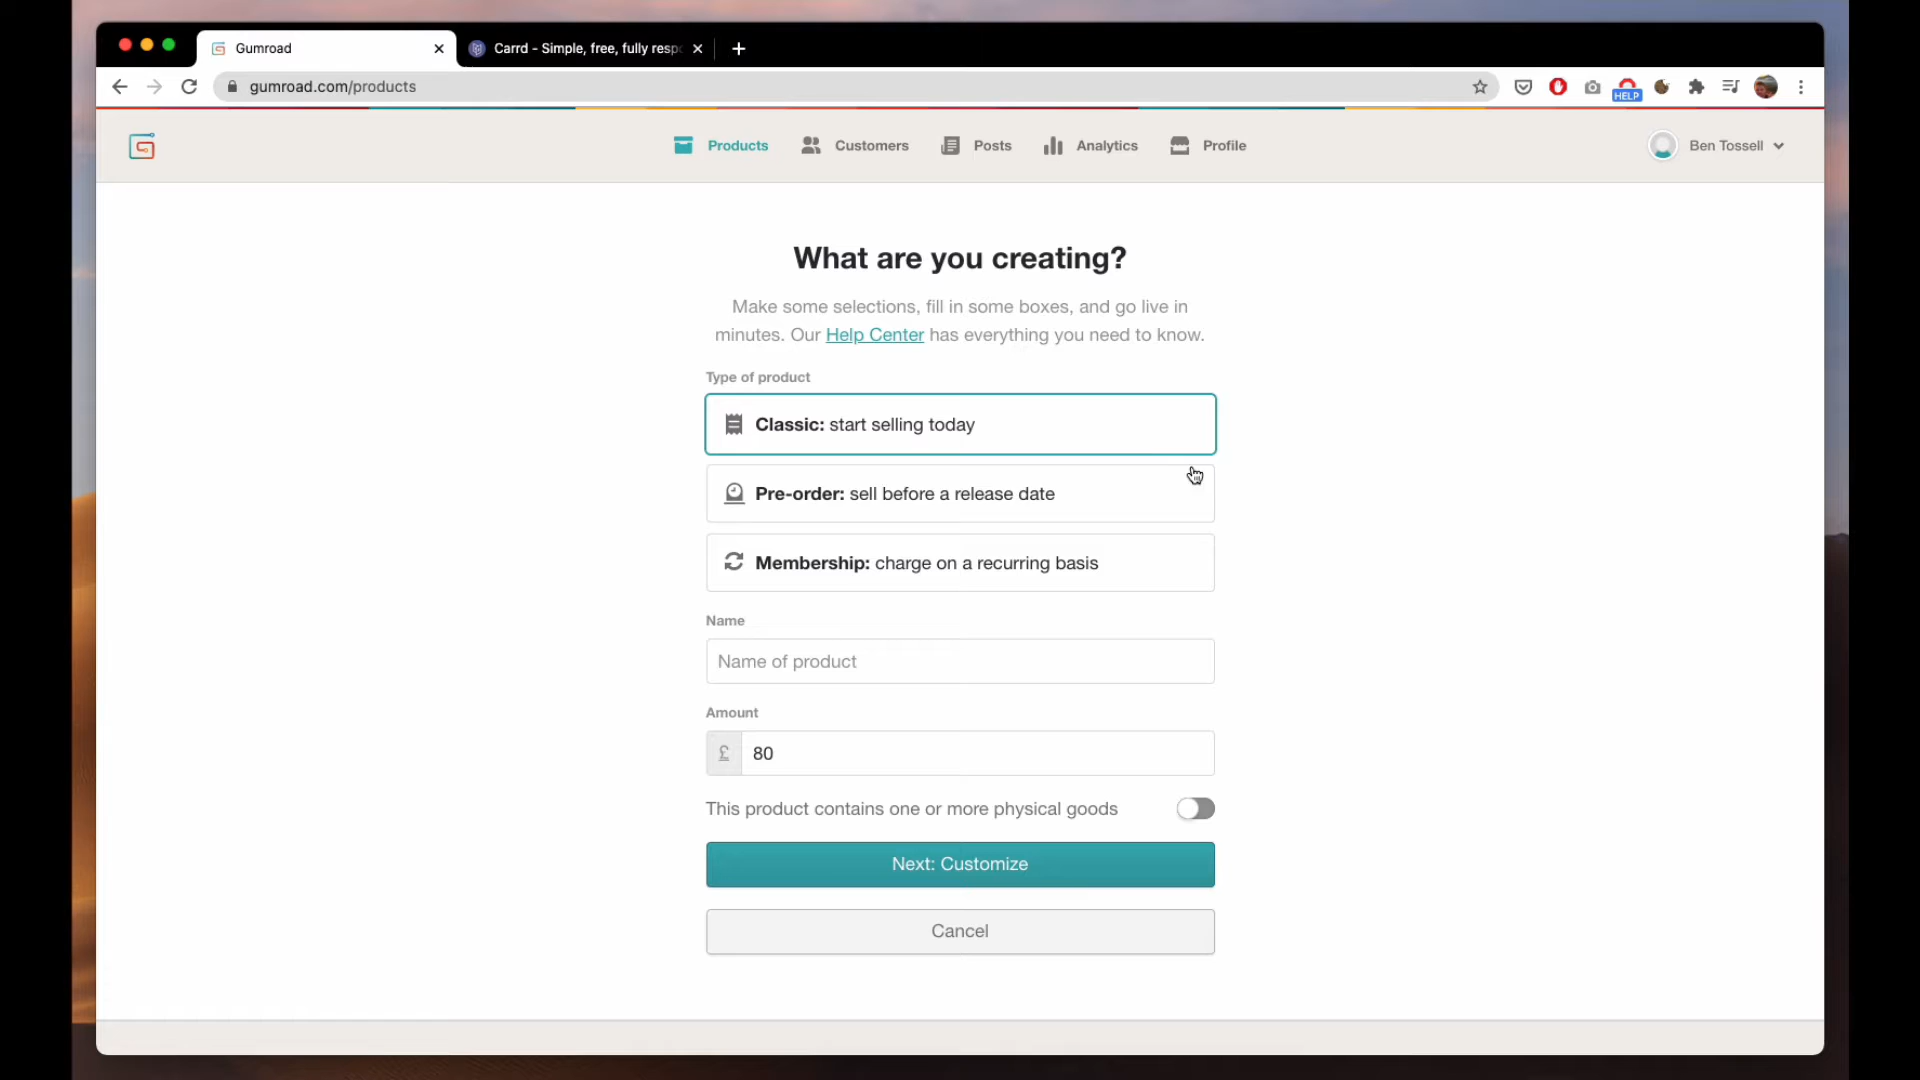 Gumroad
Carrd - Simple, free, fully resp
gumroad.com/products
HELP
Products
Customers
Posts
Analytics
Profile
Ben Tossell
What are you creating?
Make some selections, fill in some boxes, and go live in
minutes. Our Help Center has everything you need to know.
Type of product
Classic: start selling today
Pre-order: sell before a release date
Membership: charge on a recurring basis
Name
Name of product
Amount
£ 80
This product contains one or more physical goods
Next: Customize
Cancel